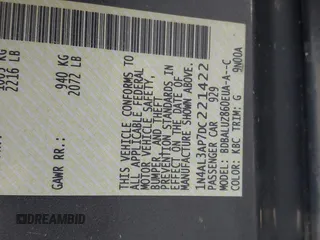 2216 LB
GAWR RR.: 940 KG
2072 LB
THIS VEHICLE CONFORMS TO
ALL APPLICABLE FEDERAL
MOTOR VEHICLE SAFETY,
BUMPER AND THEFT
PREVENTION STANDARDS
IN EFFECT ON THE DATE OF
MANUFACTURE SHOWN ABOVE.
1N4AL3AP7DC221422
PASSENGER CAR 929
COLOR: KBC TRIM: G 9N00A
© DREAMBID